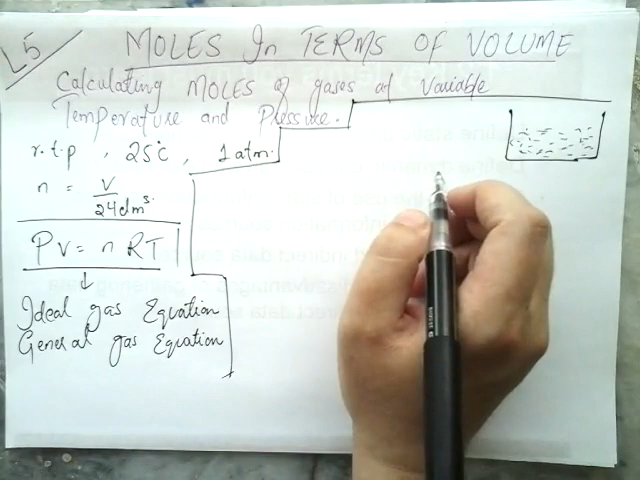 L5
MOLES In TERMS OF VOLUME
Calculating MOLES of gases at Variable
Temperature and Pressure.
r.t.p , 25°c , 1 atm.
n = V / 24dm³.
PV = n RT
↓
Ideal gas Equation
General gas Equation